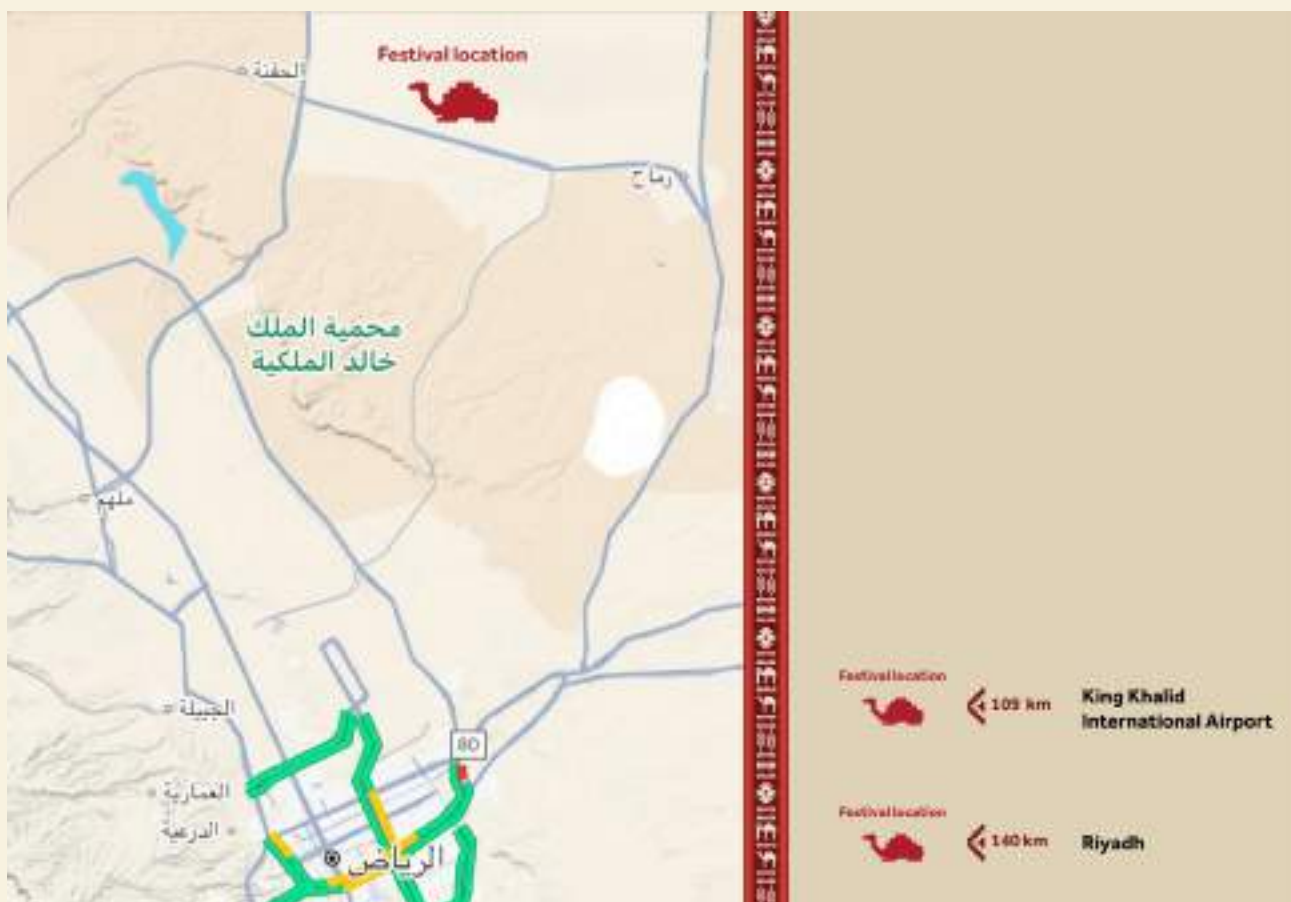 Festival location
الحفنة
رماح
محمية الملك
خالد الملكية
ملهم
الجبيلة
80
العمارية
الدرعية
الرياض
Festival location
109 km
King Khalid
International Airport
Festival location
140 km
Riyadh